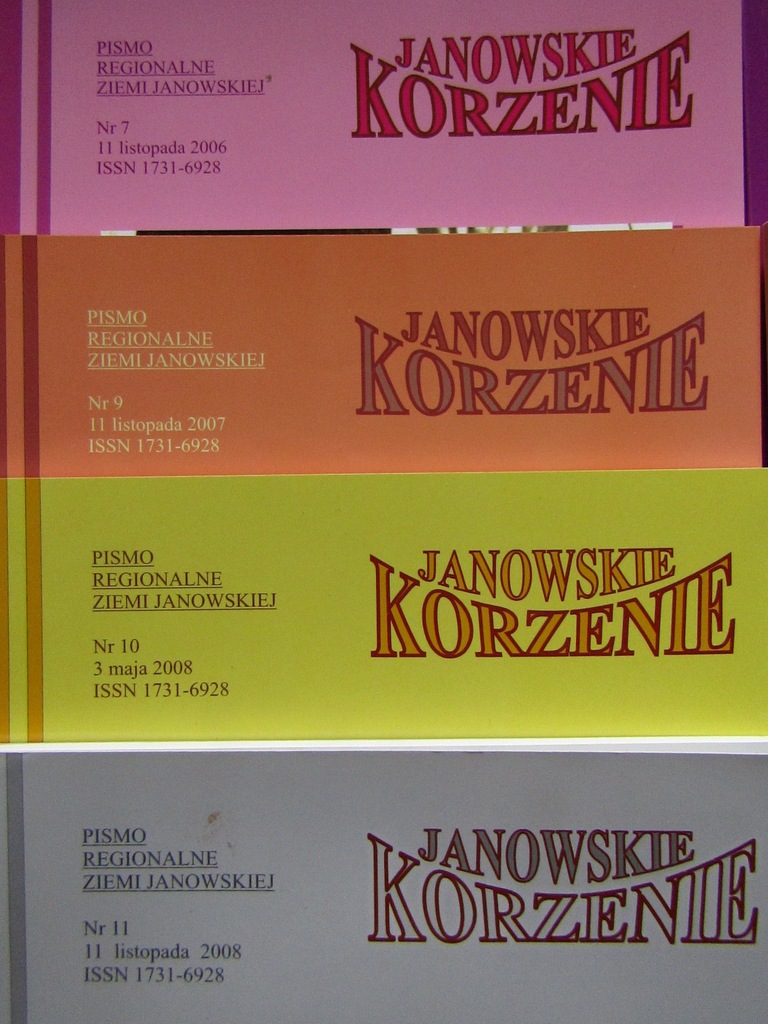 PISMO
REGIONALNE
ZIEMI JANOWSKIEJ
Nr 7
11 listopada 2006
ISSN 1731-6928
JANOWSKIE
KORZENIE
PISMO
REGIONALNE
ZIEMI JANOWSKIEJ
Nr 9
11 listopada 2007
ISSN 1731-6928
JANOWSKIE
KORZENIE
PISMO
REGIONALNE
ZIEMI JANOWSKIEJ
Nr 10
3 maja 2008
ISSN 1731-6928
JANOWSKIE
KORZENIE
PISMO
REGIONALNE
ZIEMI JANOWSKIEJ
Nr 11
11 listopada 2008
ISSN 1731-6928
JANOWSKIE
KORZENIE